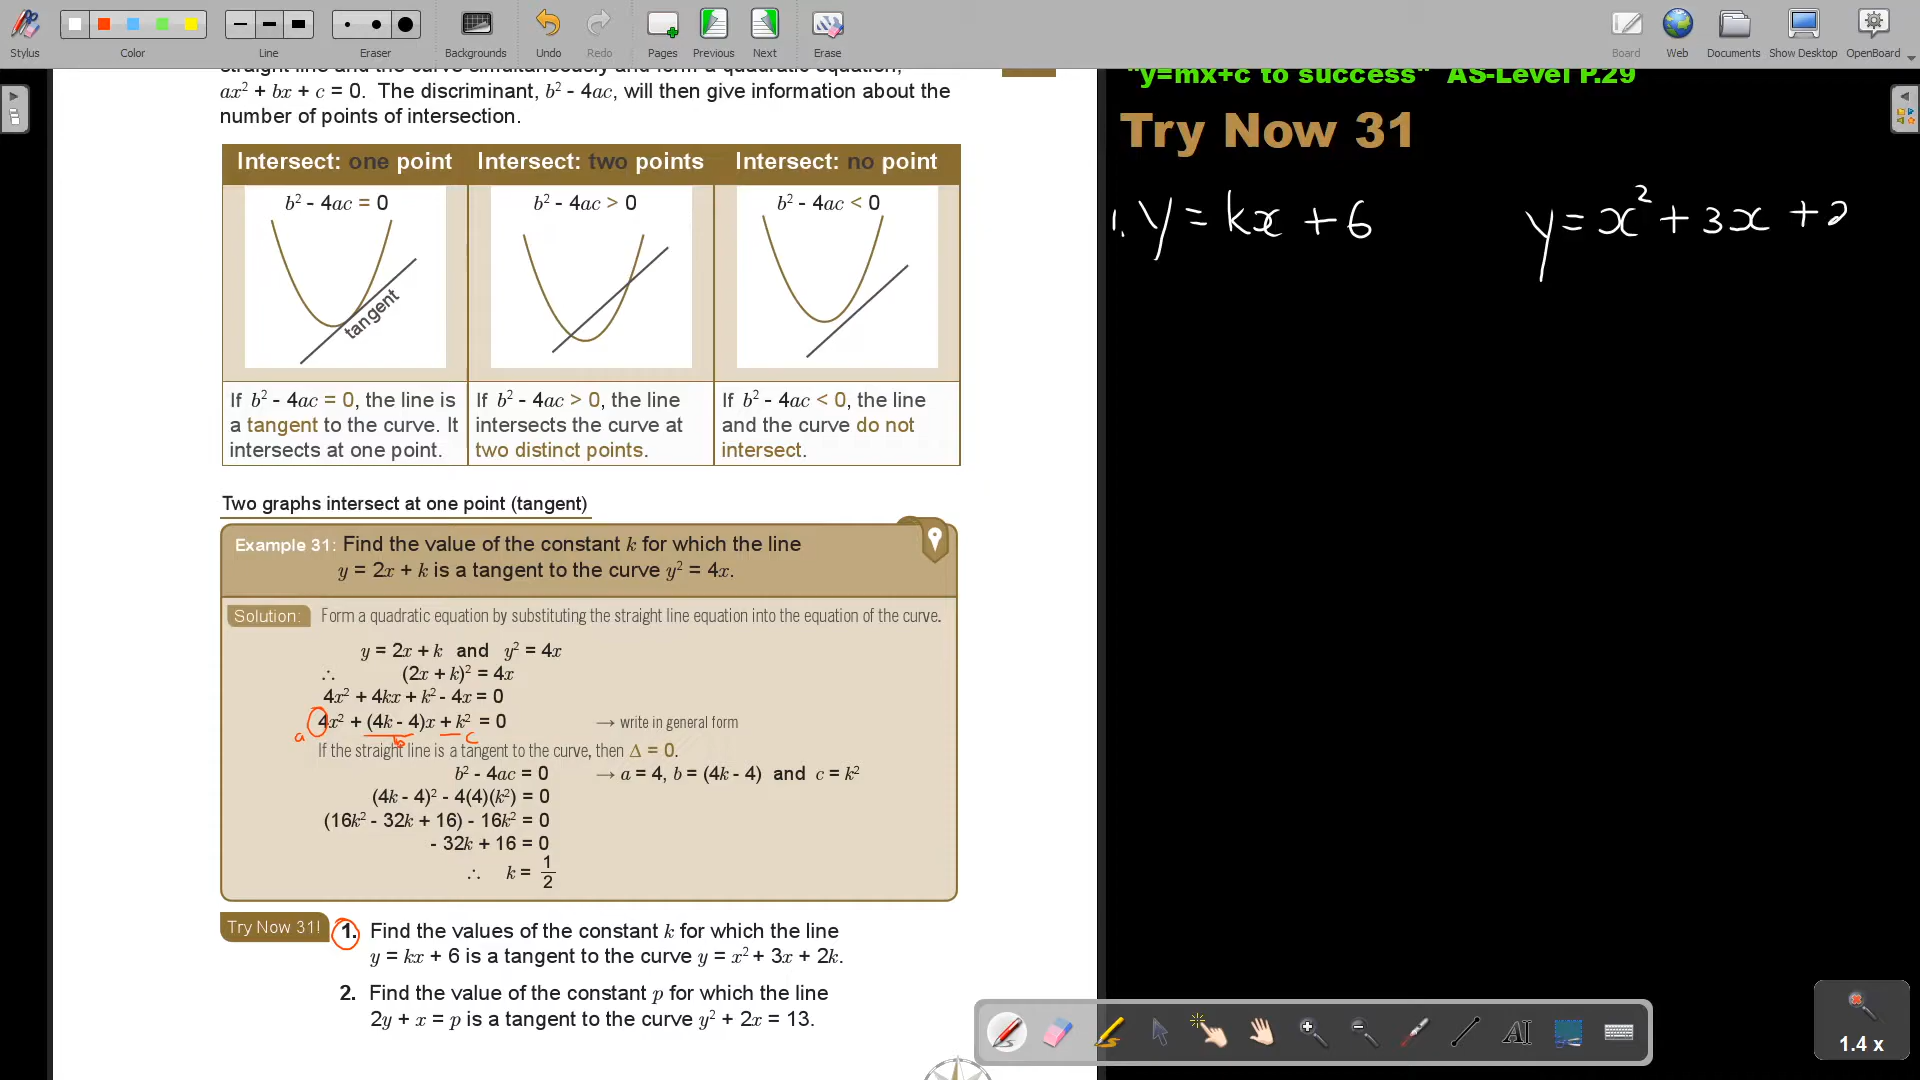 Stylus
Color
Line
Eraser
Backgrounds
Undo
Redo
Pages
Previous
Next
Erase
Board
Web
Documents
Show Desktop
OpenBoard
straight line and the curve simultaneously and form a quadratic equation,
ax² + bx + c = 0. The discriminant, b² - 4ac, will then give information about the
number of points of intersection.
Intersect: one point
Intersect: two points
Intersect: no point
b² - 4ac = 0
b² - 4ac > 0
b² - 4ac < 0
tangent
If b² - 4ac = 0, the line is
a tangent to the curve. It
intersects at one point.
If b² - 4ac > 0, the line
intersects the curve at
two distinct points.
If b² - 4ac < 0, the line
and the curve do not
intersect.
Two graphs intersect at one point (tangent)
Example 31: Find the value of the constant k for which the line
y = 2x + k is a tangent to the curve y² = 4x.
Solution: Form a quadratic equation by substituting the straight line equation into the equation of the curve.
y = 2x + k and y² = 4x
∴ (2x + k)² = 4x
4x² + 4kx + k² - 4x = 0
4x² + (4k - 4)x + k² = 0 → write in general form
a b c
If the straight line is a tangent to the curve, then Δ = 0.
b² - 4ac = 0 → a = 4, b = (4k - 4) and c = k²
(4k - 4)² - 4(4)(k²) = 0
(16k² - 32k + 16) - 16k² = 0
- 32k + 16 = 0
∴ k = 1/2
Try Now 31! 1. Find the values of the constant k for which the line
y = kx + 6 is a tangent to the curve y = x² + 3x + 2k.
2. Find the value of the constant p for which the line
2y + x = p is a tangent to the curve y² + 2x = 13.
"y=mx+c to success" AS-Level P.29
Try Now 31
1. y = kx + 6 y = x² + 3x + 2
1.4 x